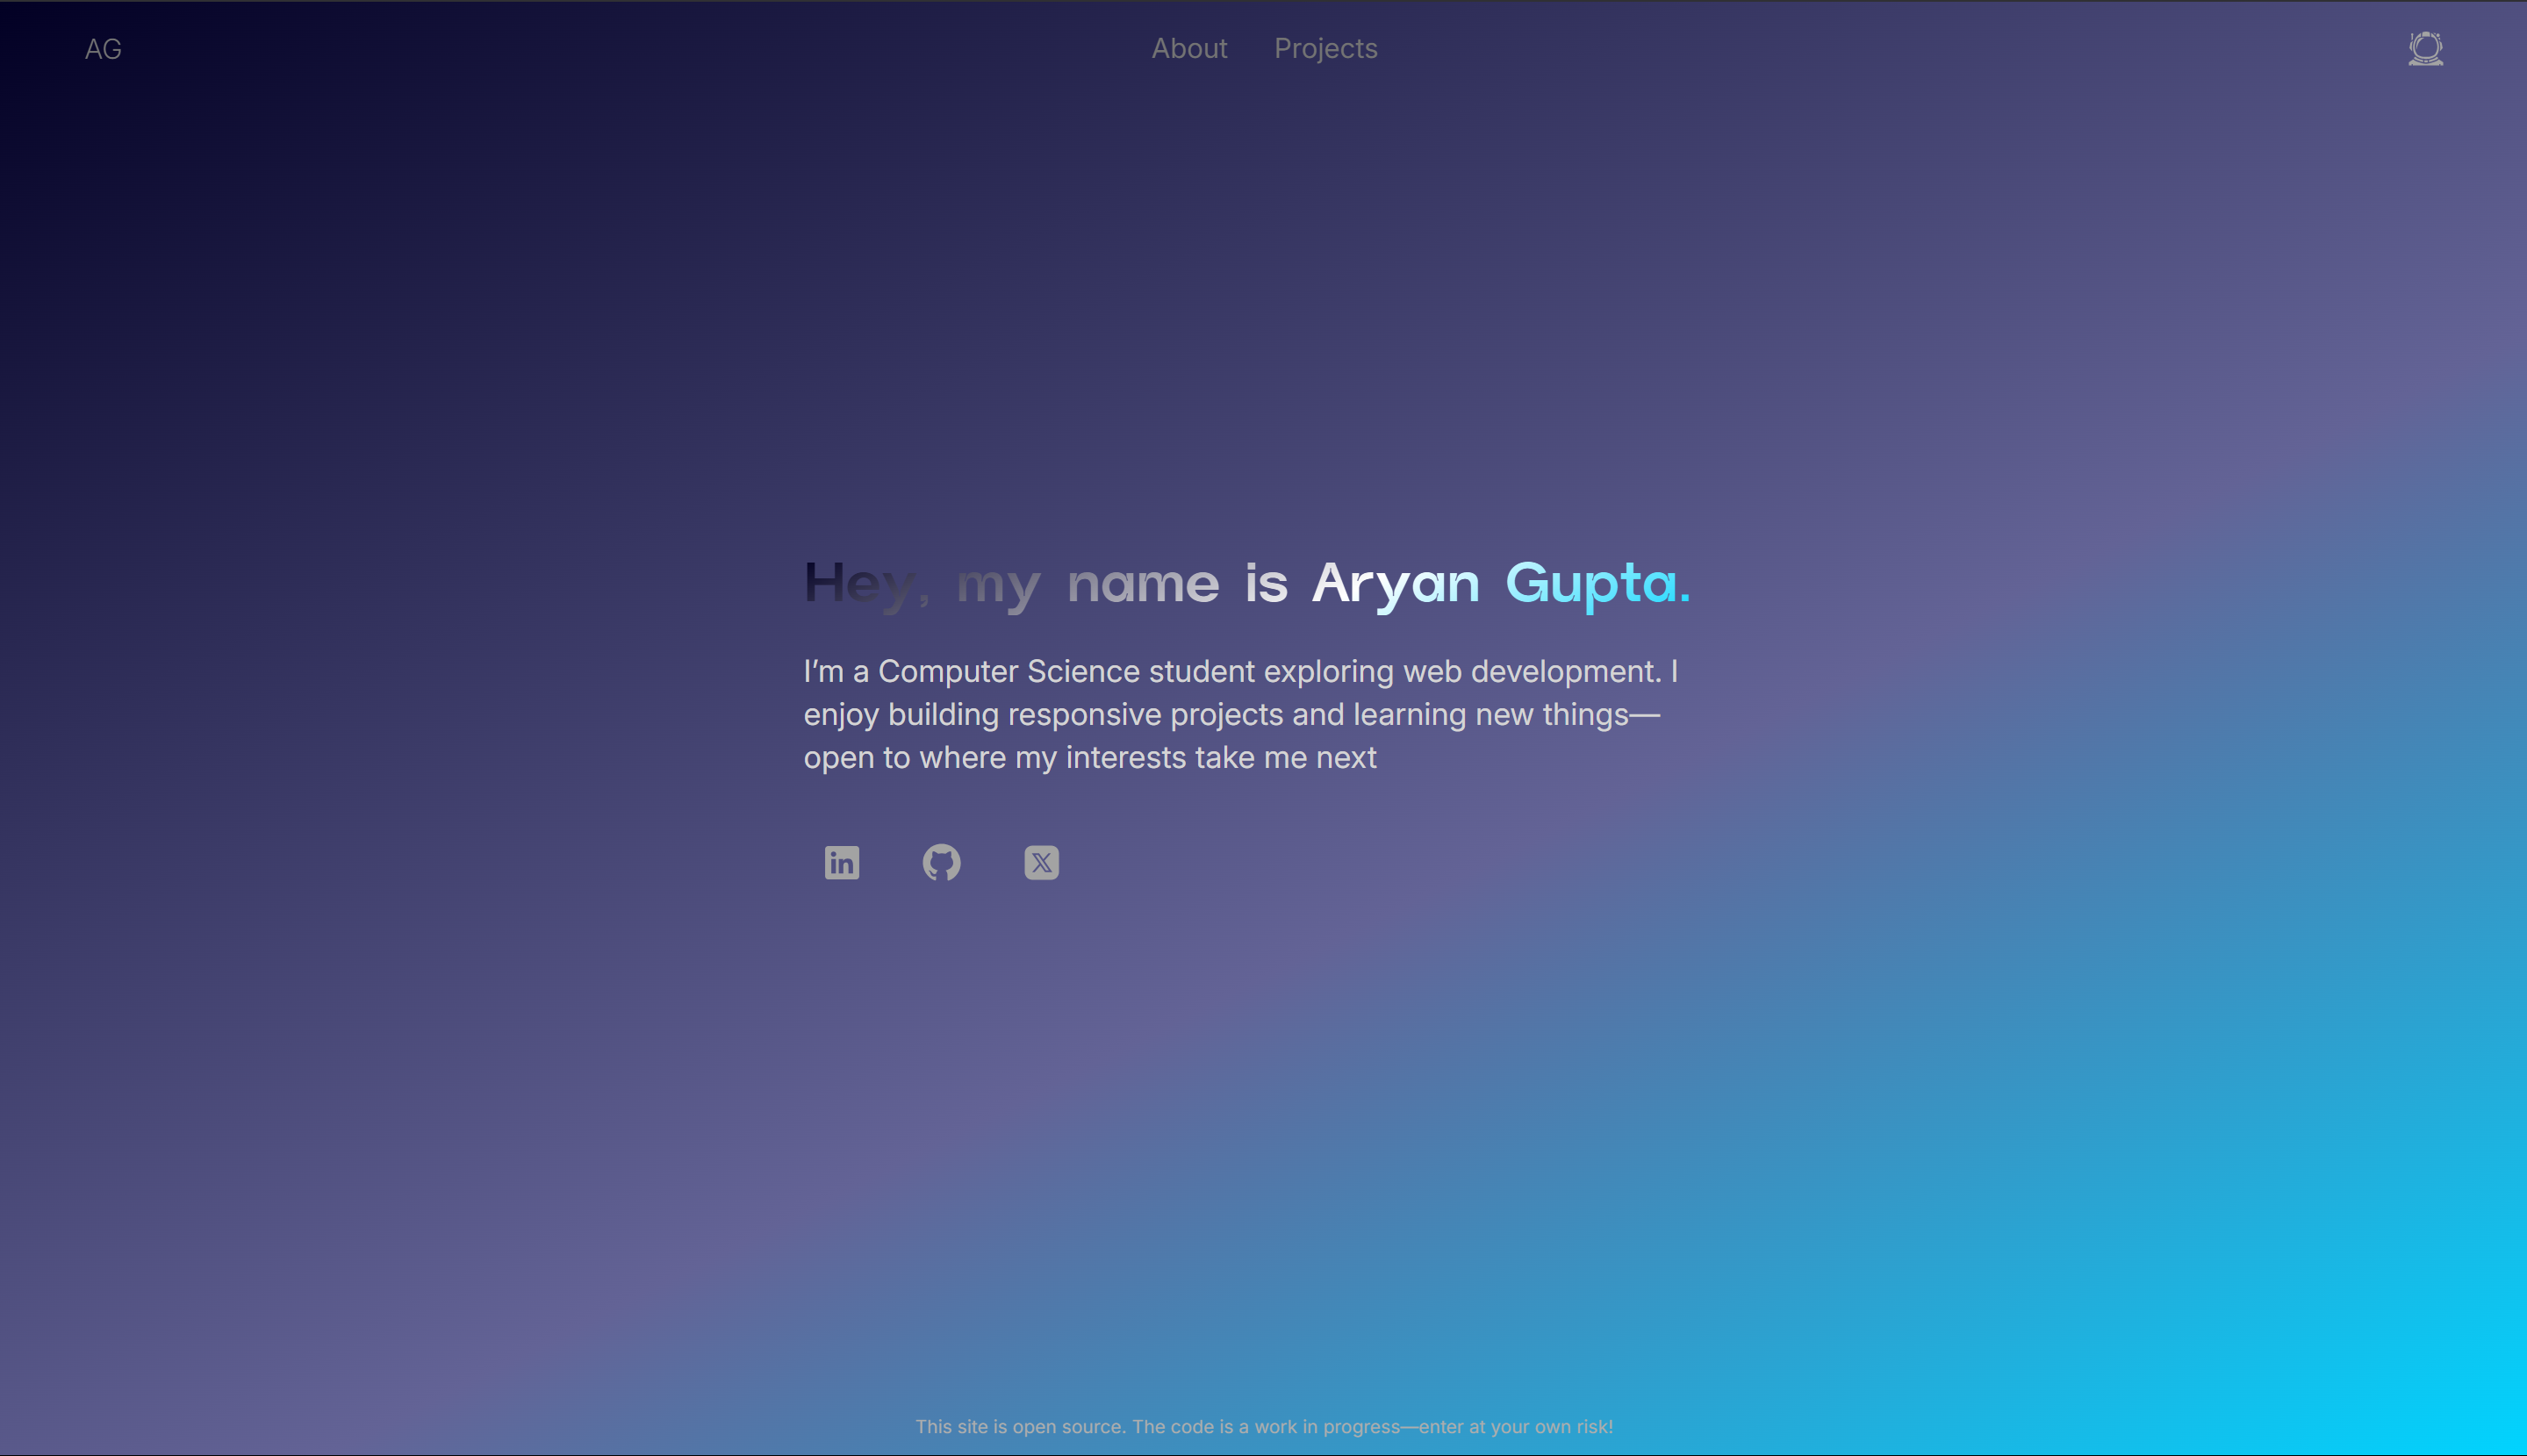 AG
About Projects
Hey, my name is Aryan Gupta.
I’m a Computer Science student exploring web development. I
enjoy building responsive projects and learning new things—
open to where my interests take me next
in X
This site is open source. The code is a work in progress—enter at your own risk!